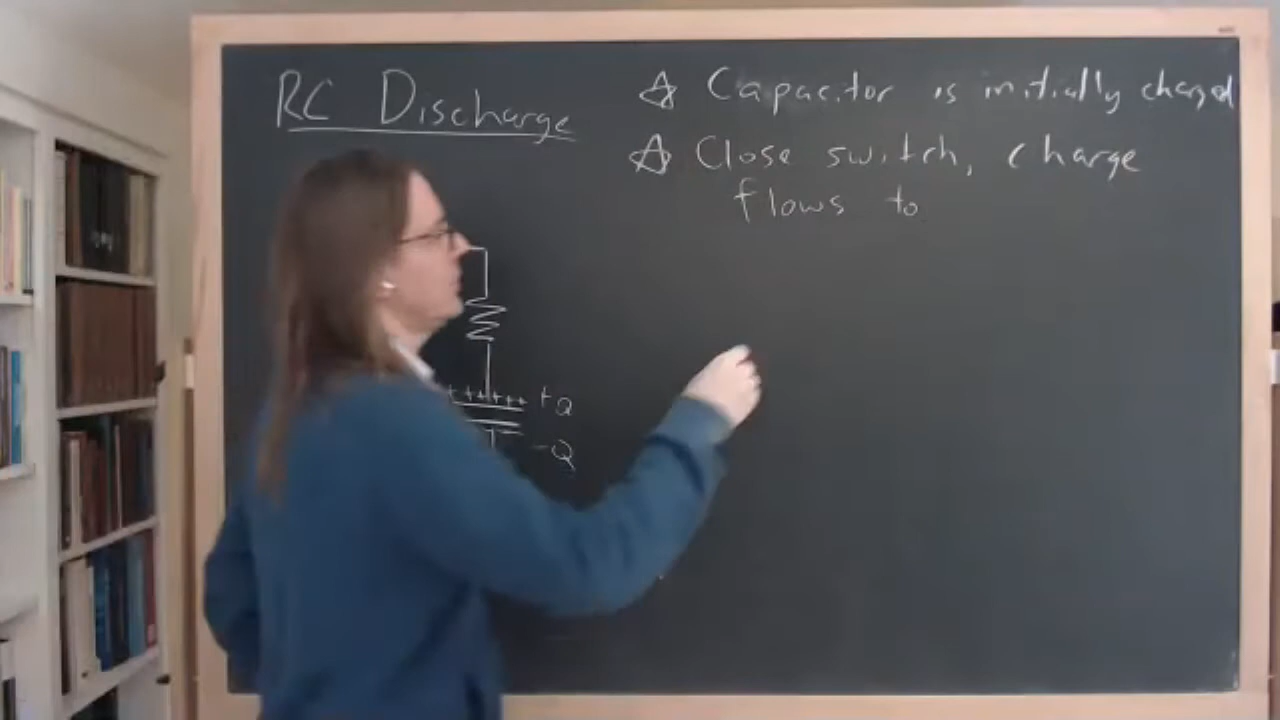 RC Discharge
☆ Capacitor is initially charged
☆ Close switch, charge
flows to
++++++ +Q
-Q